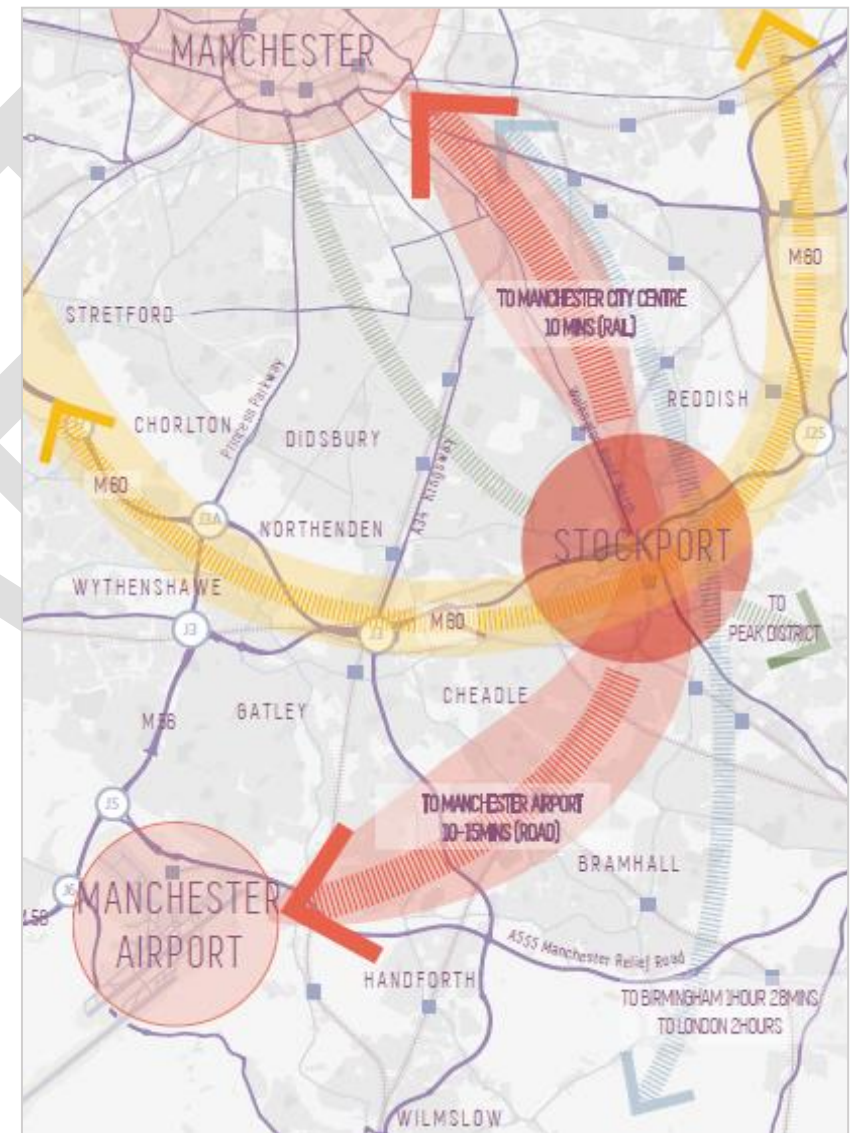 MANCHESTER
M60
TO MANCHESTER CITY CENTRE
10 MINS (RAIL)
STRETFORD
Princess Parkway
REDDISH
CHORLTON
DIDSBURY
J25
A34 Kingsway
M60
NORTHENDEN
STOCKPORT
WYTHENSHAWE
TO
PEAK DISTRICT
M60
J3
J2
GATLEY
CHEADLE
M56
J5
TO MANCHESTER AIRPORT
10-15MINS (ROAD)
BRAMHALL
J6
MANCHESTER
AIRPORT
A555 Manchester Relief Road
HANDFORTH
TO BIRMINGHAM 1HOUR 28MINS
TO LONDON 2HOURS
WILMSLOW